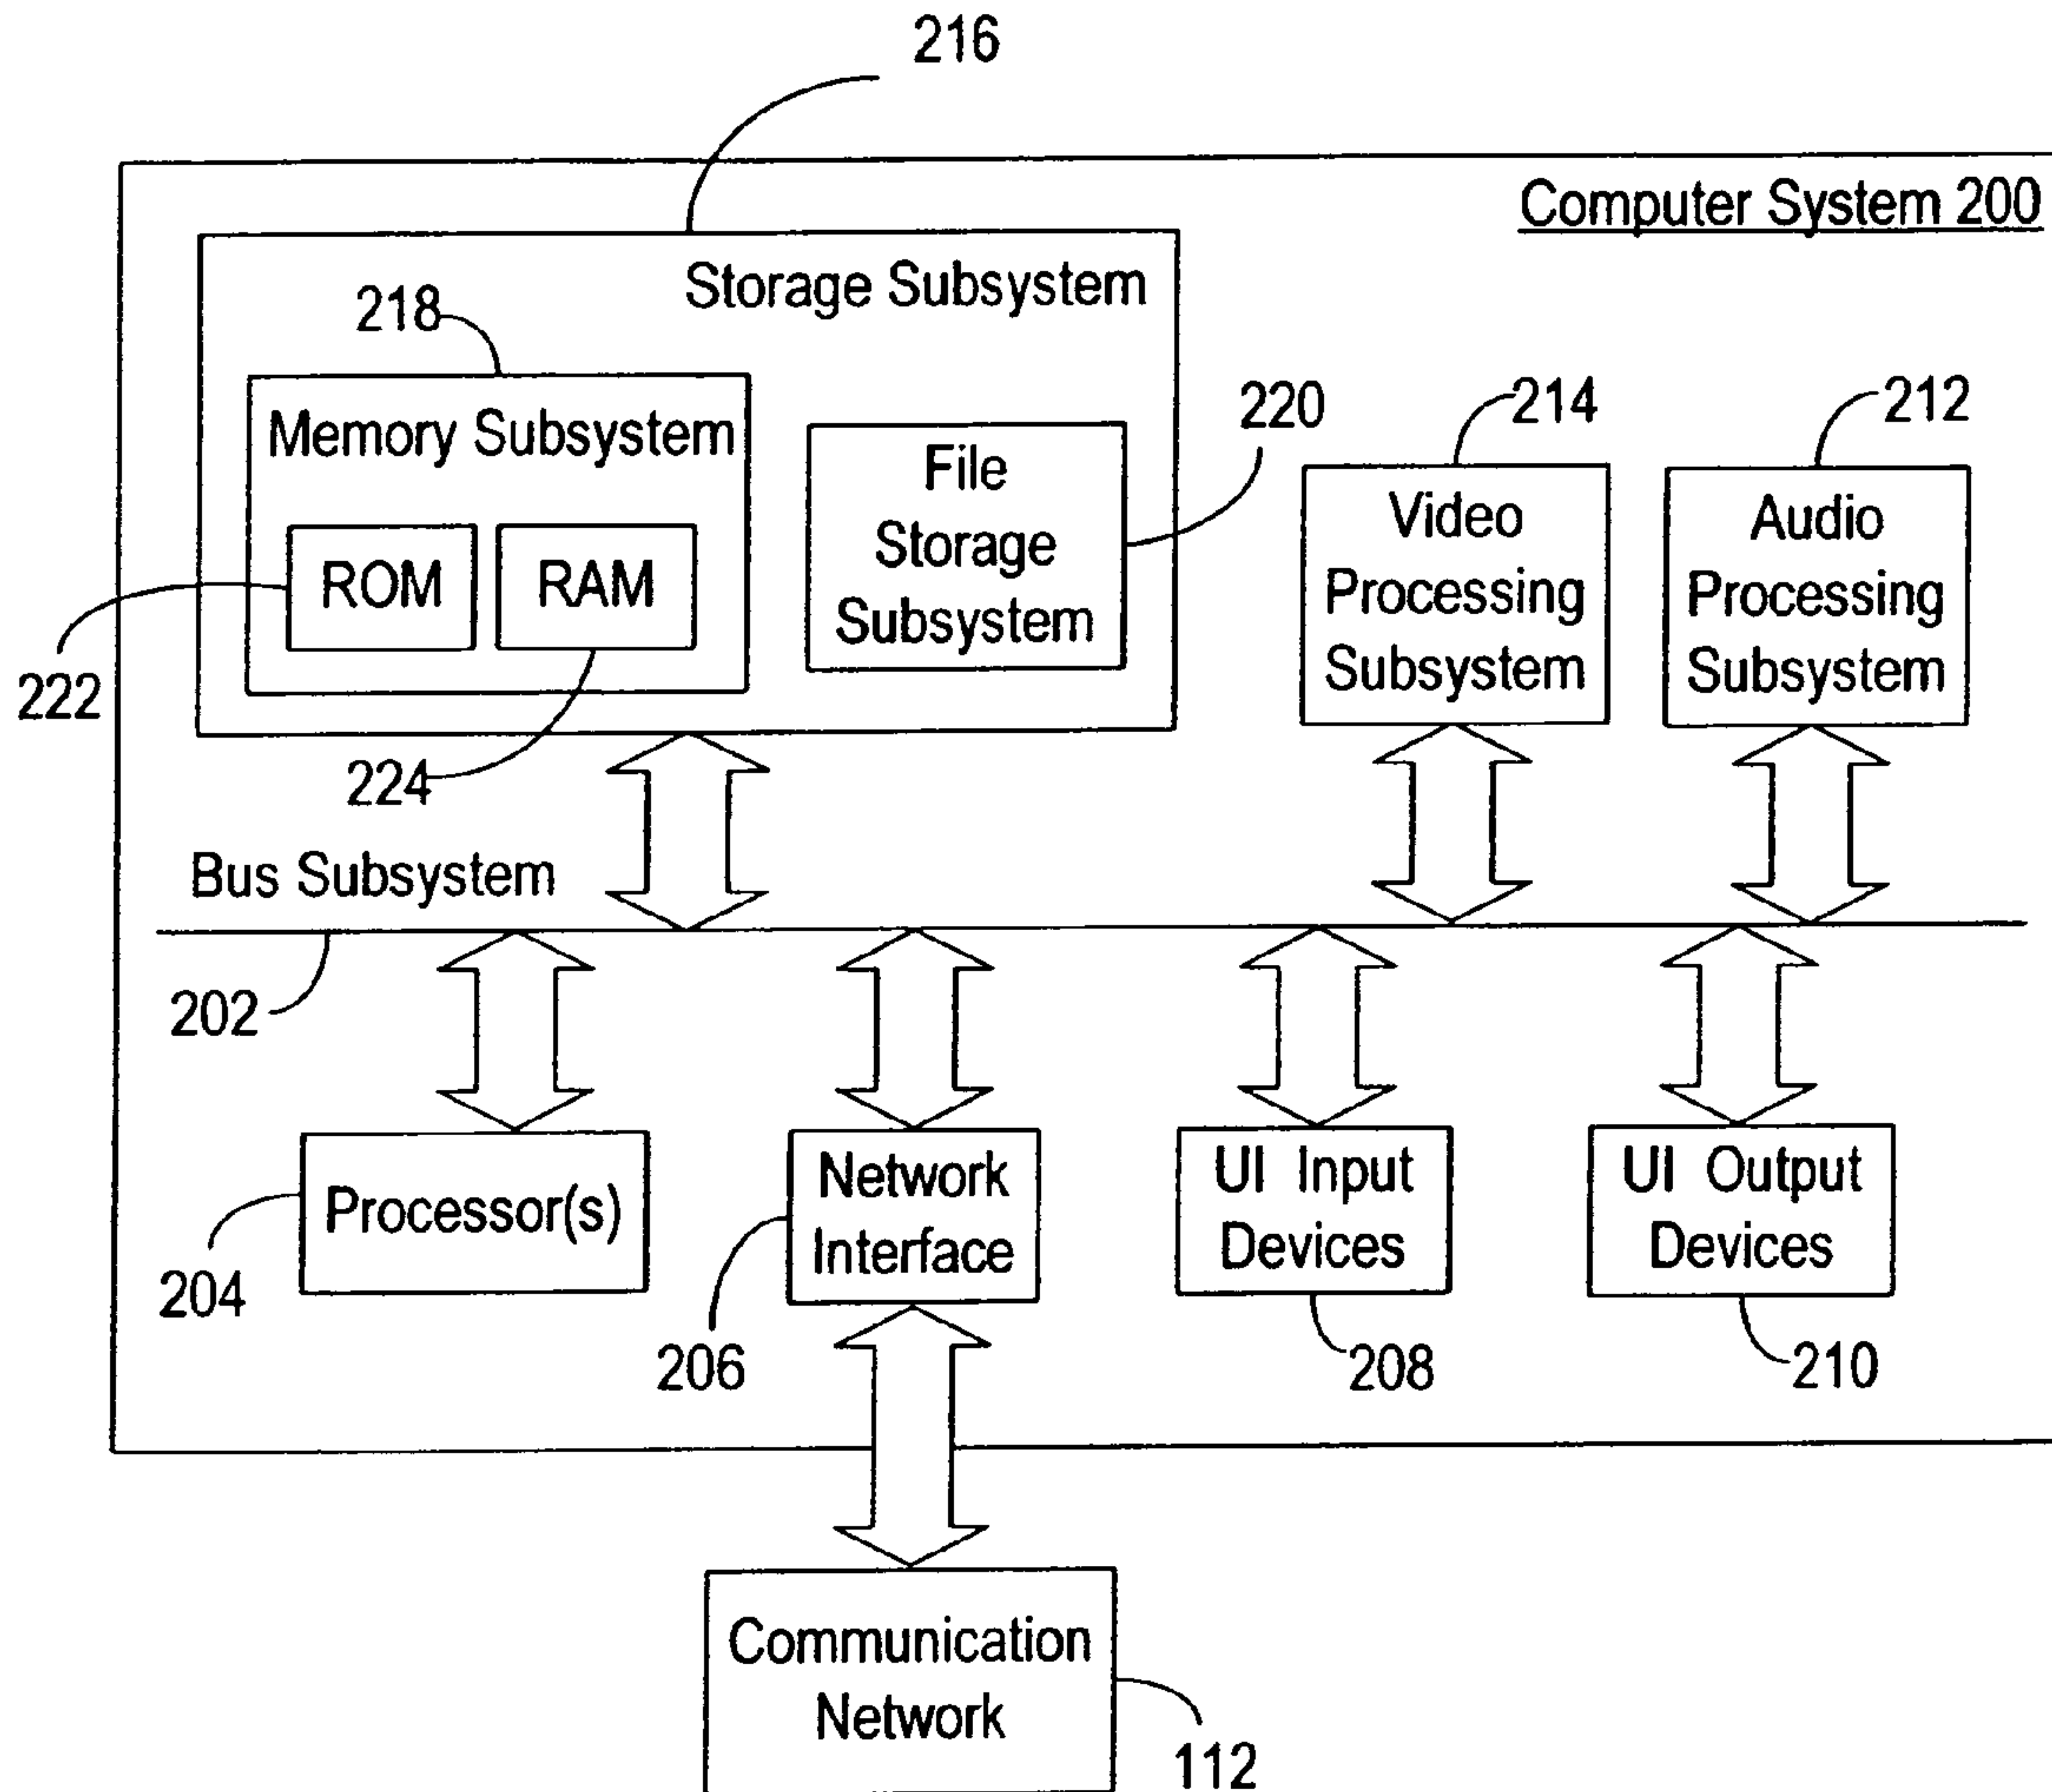 216
Computer System 200
Storage Subsystem
218
Memory Subsystem
ROM
RAM
222
224
File
Storage
Subsystem
220
214
Video
Processing
Subsystem
212
Audio
Processing
Subsystem
Bus Subsystem
202
Processor(s)
204
Network
Interface
206
UI Input
Devices
208
UI Output
Devices
210
Communication
Network
112